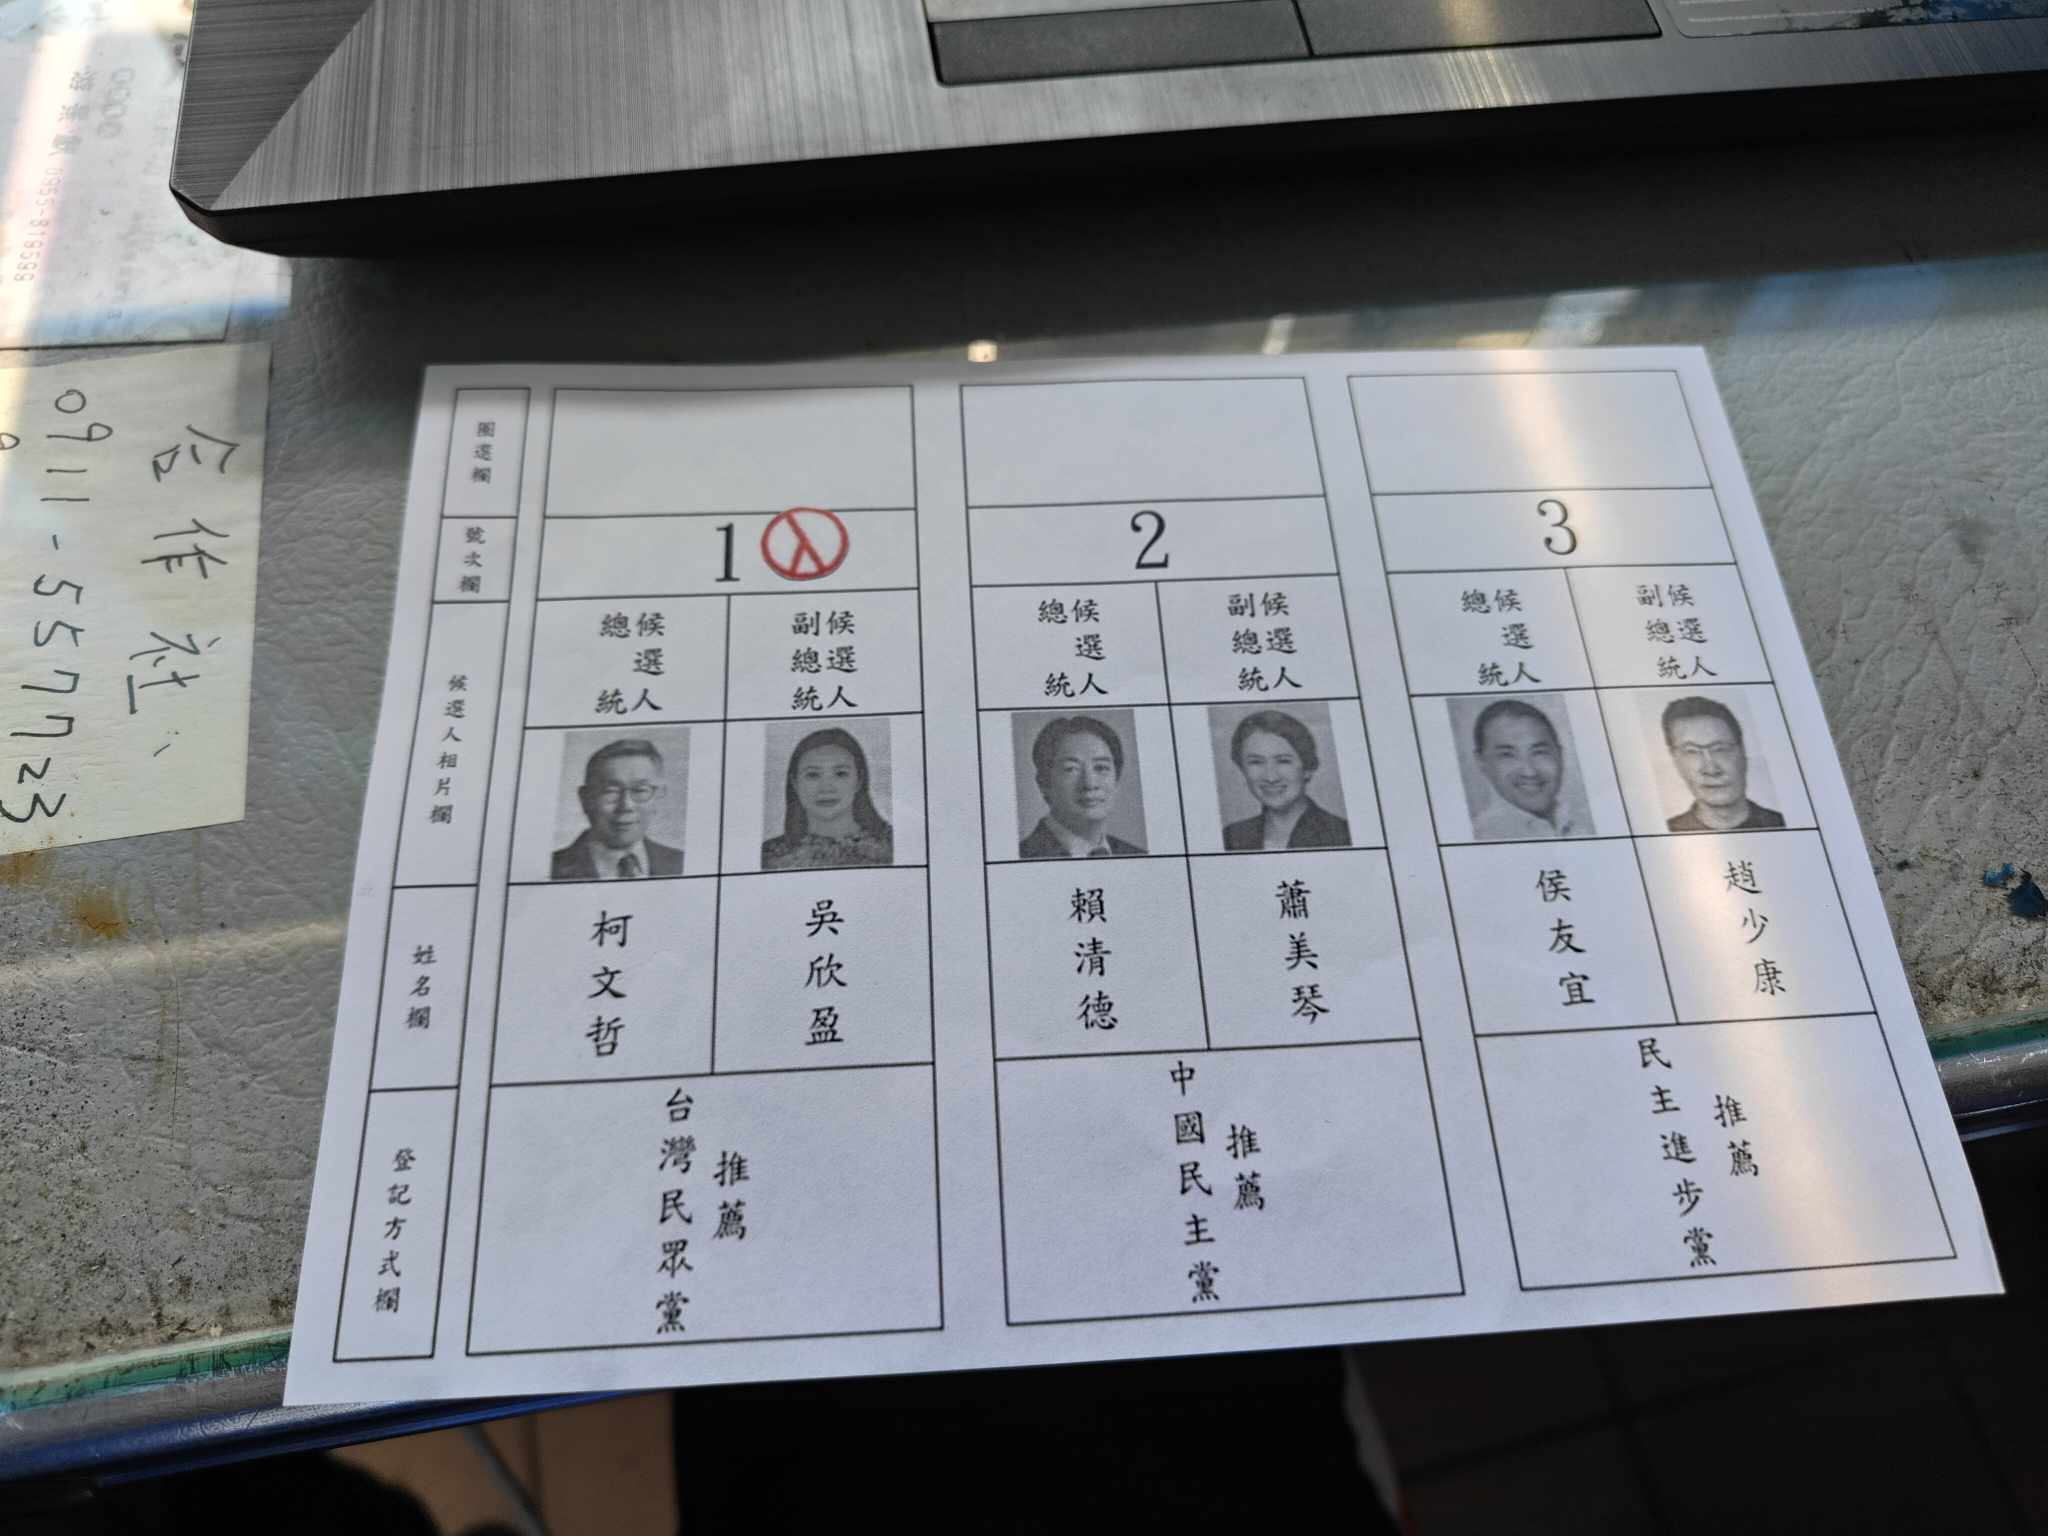 圈選欄
號次欄
候選人相片欄
姓名欄
登記方式欄
1
總統候選人
副總統候選人
柯文哲
吳欣盈
台灣民眾黨
推薦
2
總統候選人
副總統候選人
賴清德
蕭美琴
中國民主黨
推薦
3
總統候選人
副總統候選人
侯友宜
趙少康
民主進步黨
推薦
合作社
0911-557723